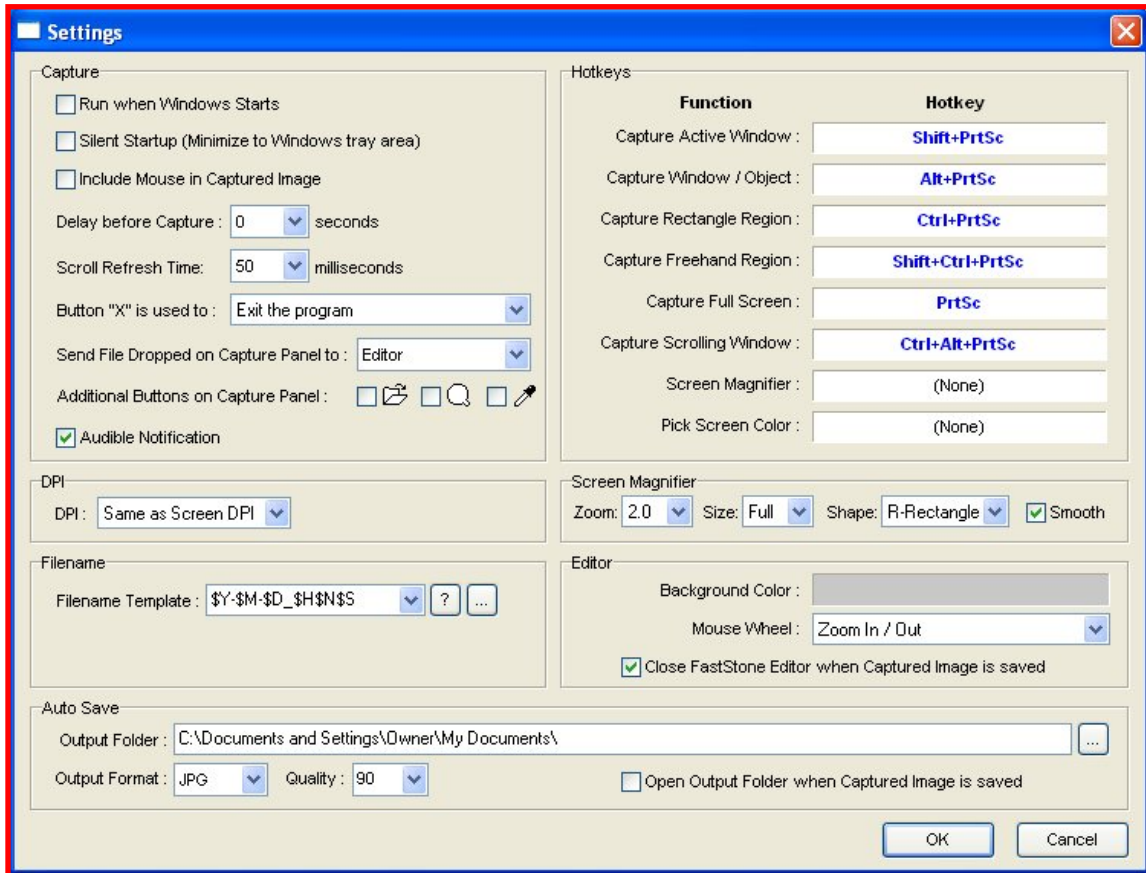 Settings
Capture
Run when Windows Starts
Silent Startup (Minimize to Windows tray area)
Include Mouse in Captured Image
Delay before Capture : 0 seconds
Scroll Refresh Time: 50 milliseconds
Button "X" is used to : Exit the program
Send File Dropped on Capture Panel to : Editor
Additional Buttons on Capture Panel :
Audible Notification
Hotkeys
Function Hotkey
Capture Active Window : Shift+PrtSc
Capture Window / Object : Alt+PrtSc
Capture Rectangle Region : Ctrl+PrtSc
Capture Freehand Region : Shift+Ctrl+PrtSc
Capture Full Screen : PrtSc
Capture Scrolling Window : Ctrl+Alt+PrtSc
Screen Magnifier : (None)
Pick Screen Color : (None)
DPI
DPI : Same as Screen DPI
Screen Magnifier
Zoom: 2.0 Size: Full Shape: R-Rectangle Smooth
Filename
Filename Template : $Y-$M-$D_$H$N$S ? ...
Editor
Background Color :
Mouse Wheel : Zoom In / Out
Close FastStone Editor when Captured Image is saved
Auto Save
Output Folder : C:\Documents and Settings\Owner\My Documents\ ...
Output Format : JPG Quality : 90 Open Output Folder when Captured Image is saved
OK Cancel